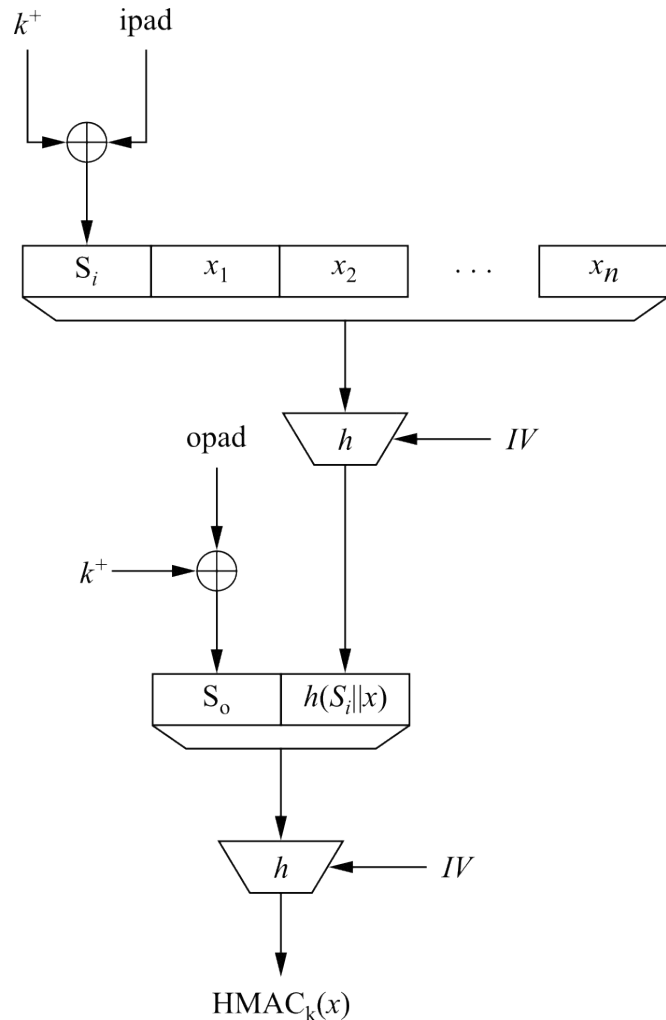 k⁺ ipad
Sᵢ x₁ x₂ . . . xₙ
h IV
opad
k⁺
Sₒ h(Sᵢ||x)
h IV
HMACₖ(x)